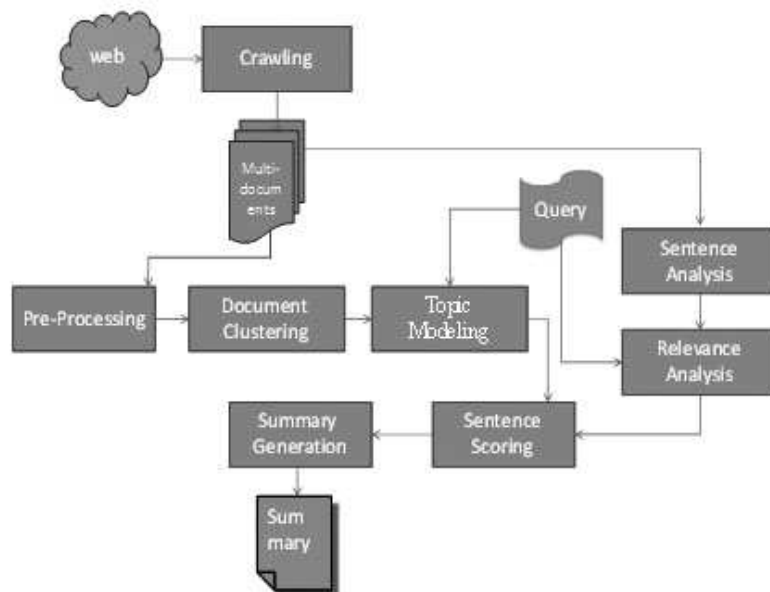 web
Crawling
Multi-
docum
ents
Query
Sentence
Analysis
Pre-Processing
Document
Clustering
Topic
Modeling
Relevance
Analysis
Summary
Generation
Sentence
Scoring
Sum
mary